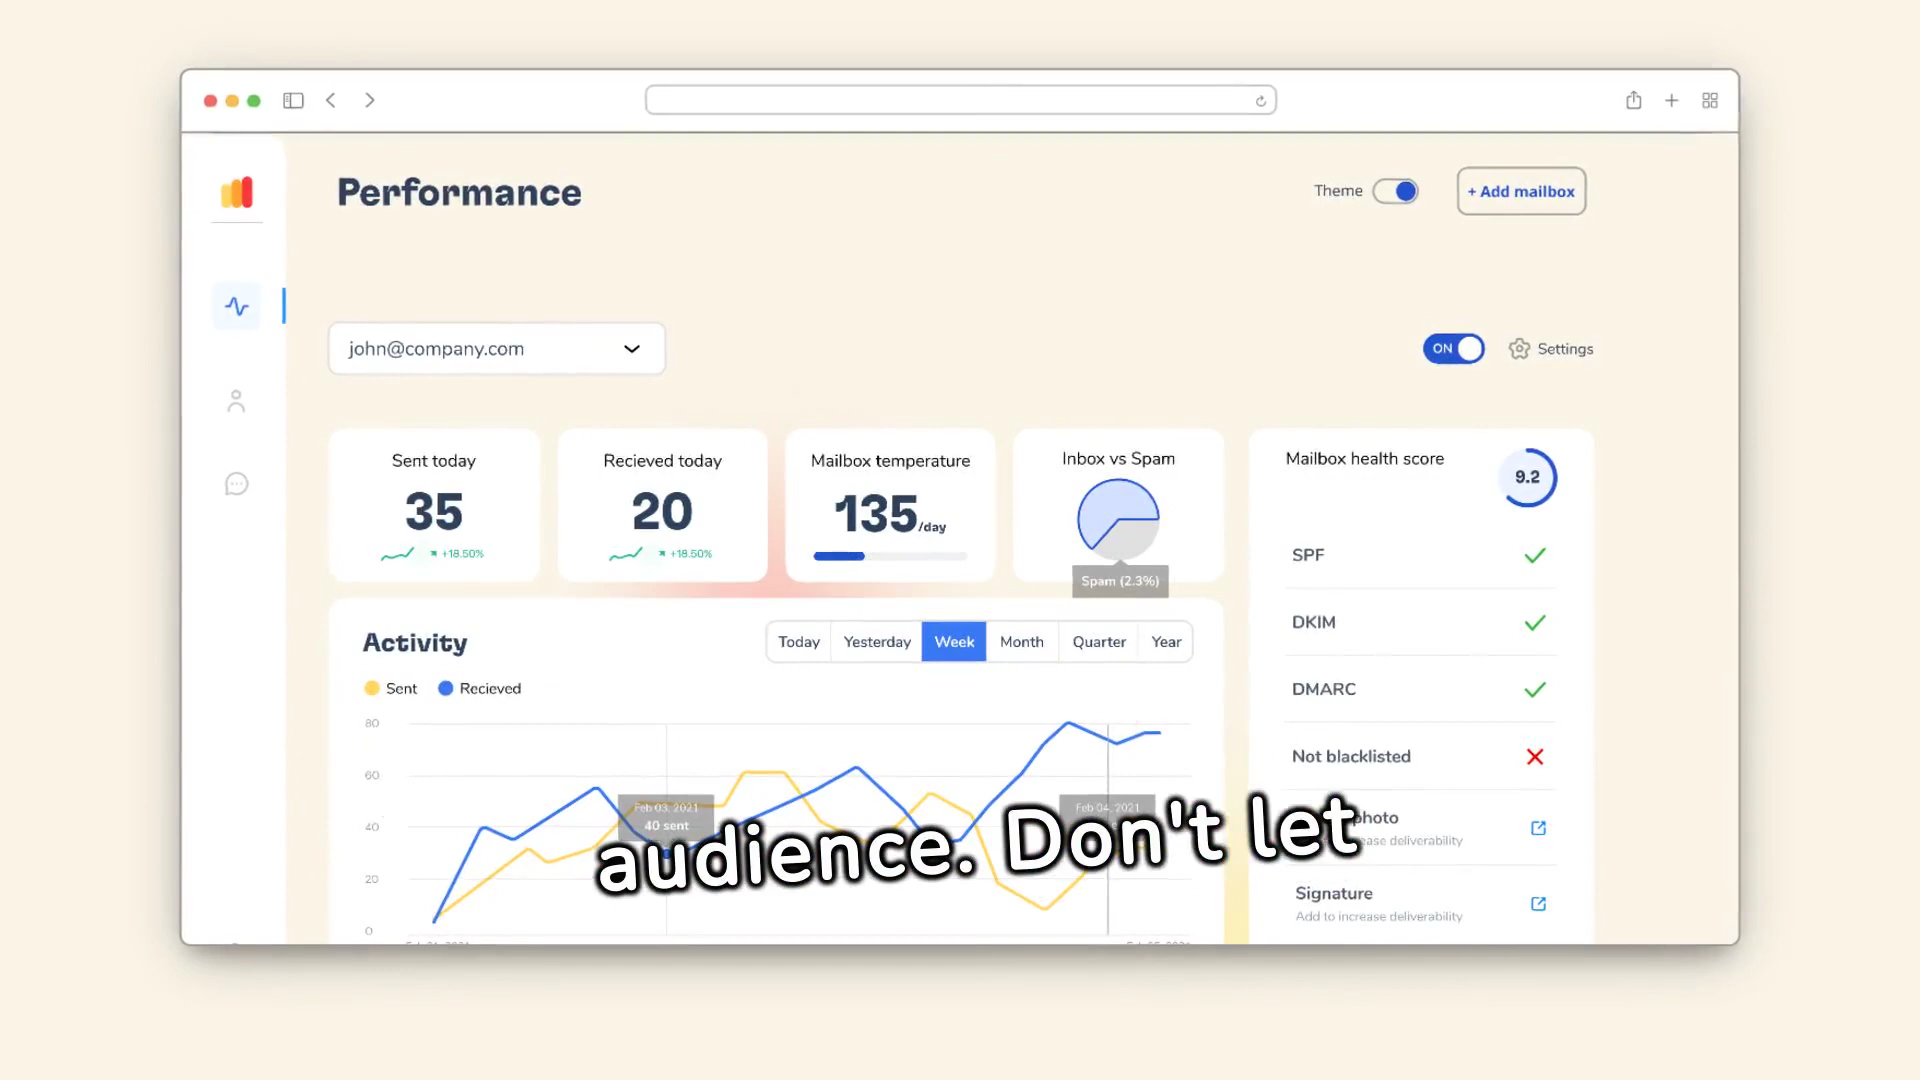 Performance
Theme
+ Add mailbox
john@company.com
ON
Settings
Sent today
35
+18.50%
Recieved today
20
+18.50%
Mailbox temperature
135/day
Inbox vs Spam
Spam (2.3%)
Mailbox health score
9.2
SPF
DKIM
DMARC
Not blacklisted
photo
ease deliverability
Signature
Add to increase deliverability
Activity
Today
Yesterday
Week
Month
Quarter
Year
Sent
Recieved
80
60
40
20
0
Feb 03, 2021
40 sent
Feb 04, 2021
audience. Don't let